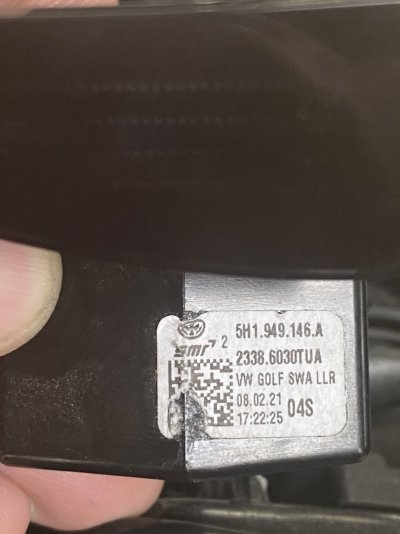 smr 2
5H1.949.146.A
2338.6030TUA
VW GOLF SWA LLR
08.02.21
17:22:25 04S